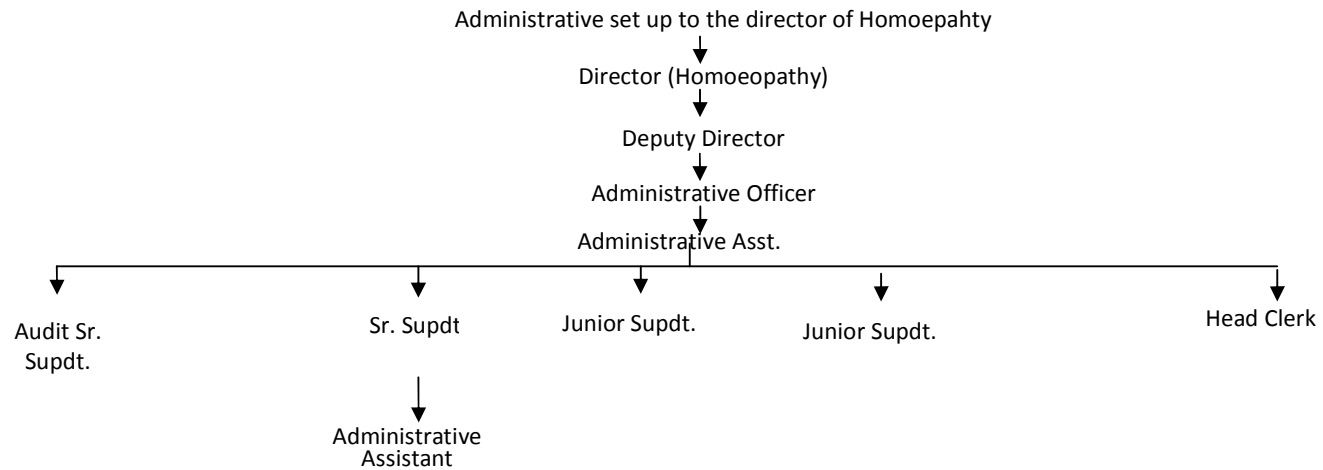 Administrative set up to the director of Homoepahty
Director (Homoeopathy)
Deputy Director
Administrative Officer
Administrative Asst.
Audit Sr.
Supdt.
Sr. Supdt
Junior Supdt.
Junior Supdt.
Head Clerk
Administrative
Assistant